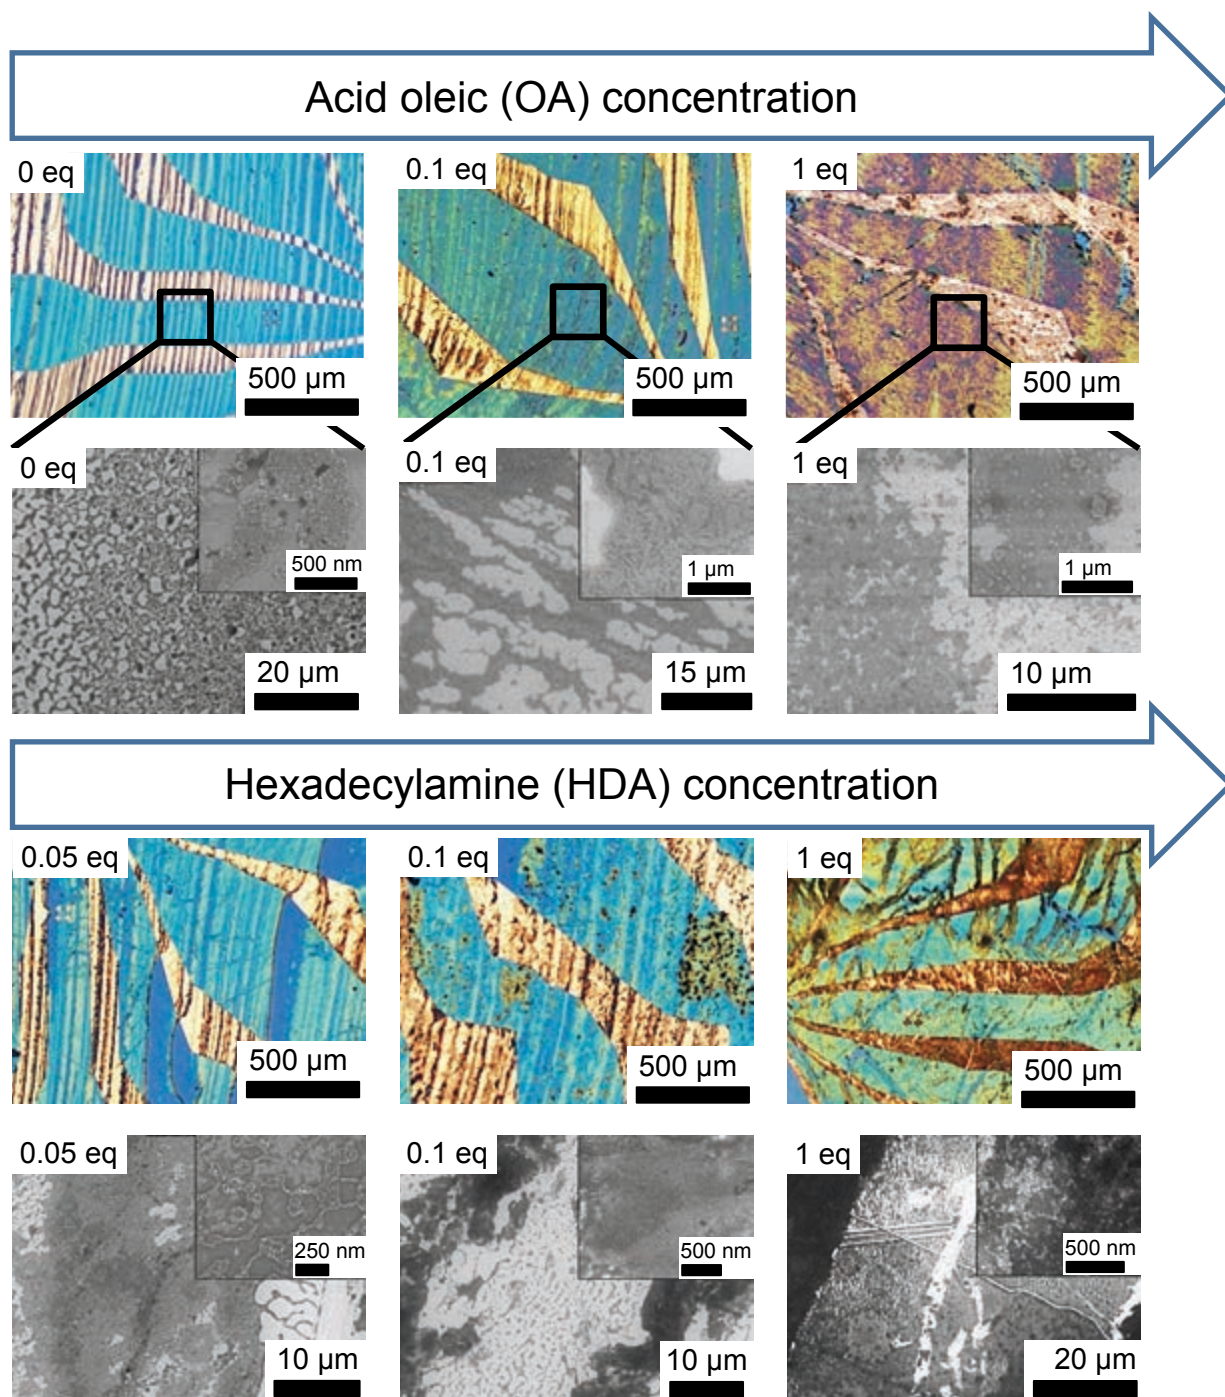 Acid oleic (OA) concentration
0 eq
0.1 eq
1 eq
500 µm
500 µm
500 µm
0 eq
0.1 eq
1 eq
500 nm
1 µm
1 µm
20 µm
15 µm
10 µm
Hexadecylamine (HDA) concentration
0.05 eq
0.1 eq
1 eq
500 µm
500 µm
500 µm
0.05 eq
0.1 eq
1 eq
250 nm
500 nm
500 nm
10 µm
10 µm
20 µm